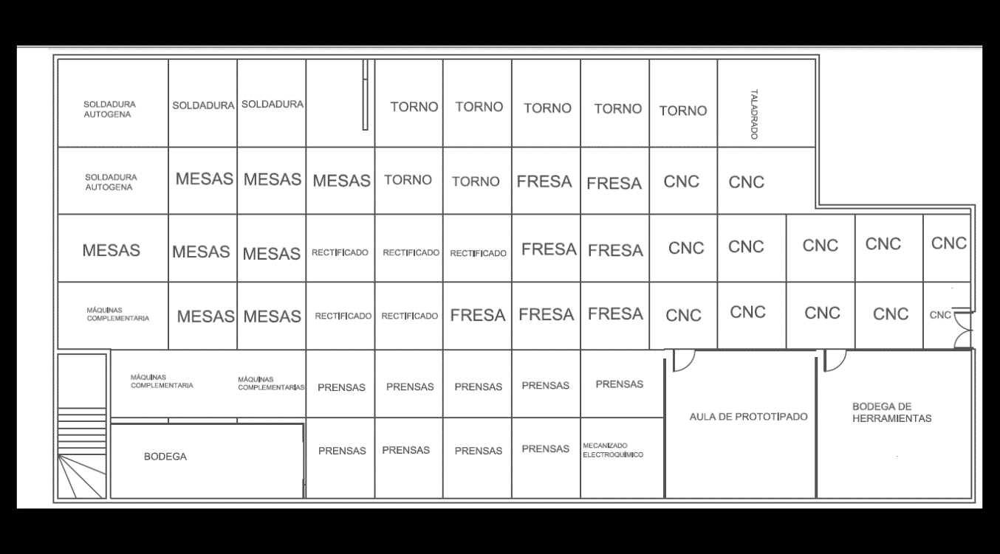 SOLDADURA
AUTOGENA
SOLDADURA
SOLDADURA
TORNO
TORNO
TORNO
TORNO
TORNO
TALADRADO
SOLDADURA
AUTOGENA
MESAS
MESAS
MESAS
TORNO
TORNO
FRESA
FRESA
CNC
CNC
MESAS
MESAS
MESAS
RECTIFICADO
RECTIFICADO
RECTIFICADO
FRESA
FRESA
CNC
CNC
CNC
CNC
CNC
MÁQUINAS
COMPLEMENTARIA
MESAS
MESAS
RECTIFICADO
RECTIFICADO
FRESA
FRESA
FRESA
CNC
CNC
CNC
CNC
CNC
MÁQUINAS
COMPLEMENTARIA
MÁQUINAS
COMPLEMENTARIAS
PRENSAS
PRENSAS
PRENSAS
PRENSAS
PRENSAS
AULA DE PROTOTIPADO
BODEGA DE
HERRAMIENTAS
BODEGA
PRENSAS
PRENSAS
PRENSAS
PRENSAS
MECANIZADO
ELECTROQUÍMICO